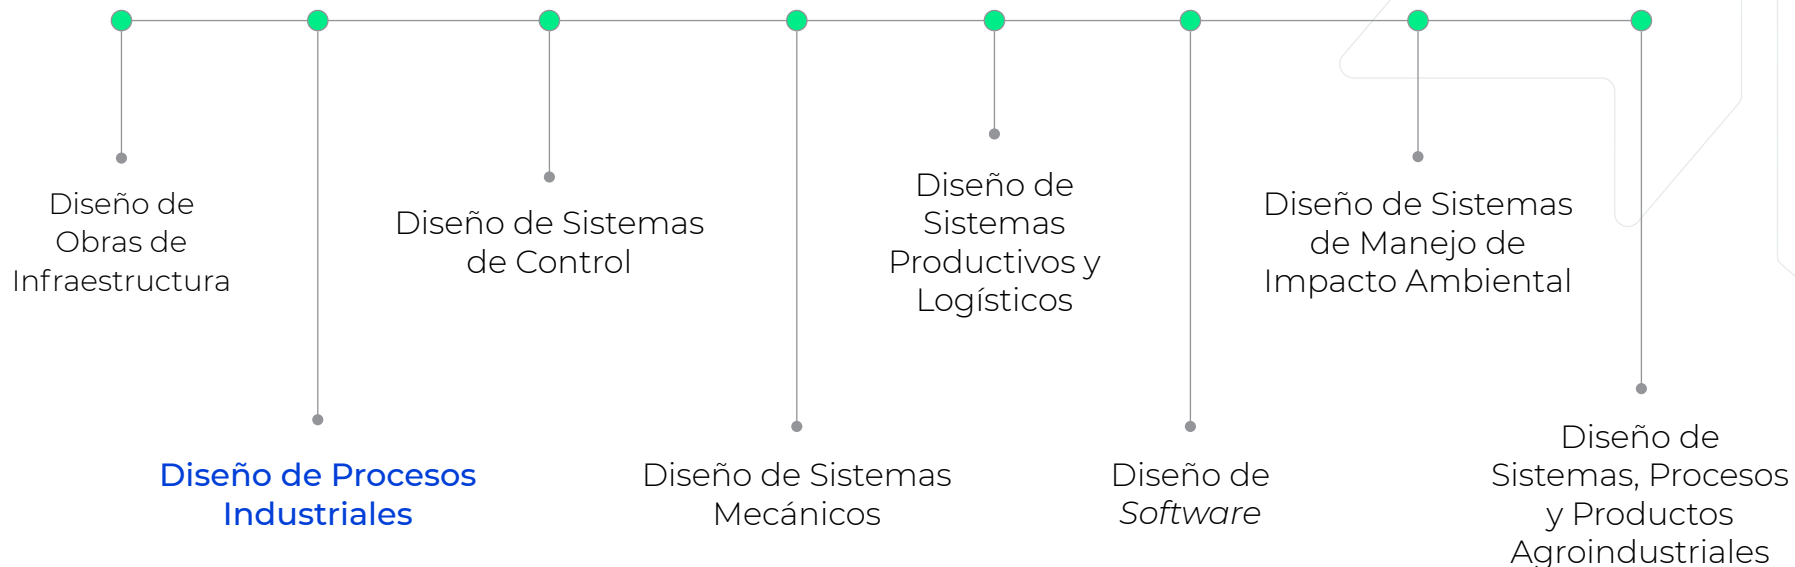 Diseño de
Obras de
Infraestructura
Diseño de Procesos
Industriales
Diseño de Sistemas
de Control
Diseño de Sistemas
Mecánicos
Diseño de
Sistemas
Productivos y
Logísticos
Diseño de
Software
Diseño de Sistemas
de Manejo de
Impacto Ambiental
Diseño de
Sistemas, Procesos
y Productos
Agroindustriales